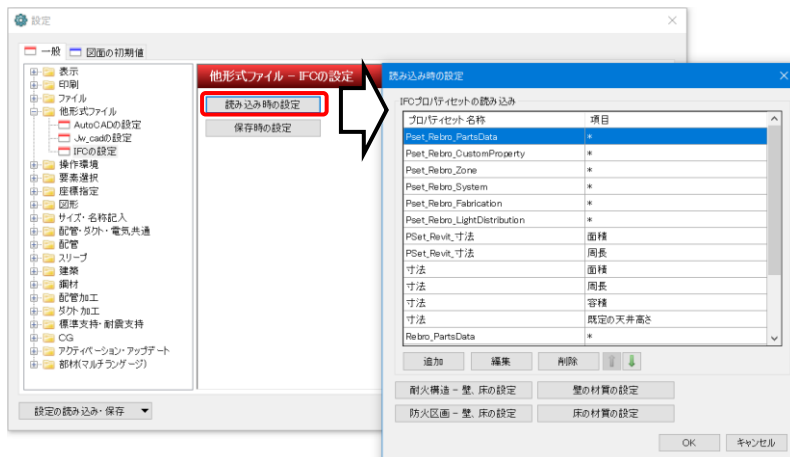 設定
一般
図面の初期値
表示
印刷
ファイル
他形式ファイル
AutoCADの設定
Jw_cadの設定
IFCの設定
操作環境
要素選択
座標指定
図形
サイズ・名称記入
配管・ダクト・電気共通
配管
スリーブ
建築
鋼材
配管加工
ダクト加工
標準支持・耐震支持
CG
アクティベーション・アップデート
部材(マルチランゲージ)
他形式ファイル - IFCの設定
読み込み時の設定
保存時の設定
設定の読み込み・保存
読み込み時の設定
IFCプロパティセットの読み込み
プロパティセット名称 項目
Pset_Rebro_PartsData *
Pset_Rebro_CustomProperty *
Pset_Rebro_Zone *
Pset_Rebro_System *
Pset_Rebro_Fabrication *
Pset_Rebro_LightDistribution *
PSet_Revit_寸法 面積
PSet_Revit_寸法 周長
寸法 面積
寸法 周長
寸法 容積
寸法 既定の天井高さ
Rebro_PartsData *
追加 編集 削除
耐火構造 - 壁、床の設定 壁の材質の設定
防火区画 - 壁、床の設定 床の材質の設定
OK キャンセル